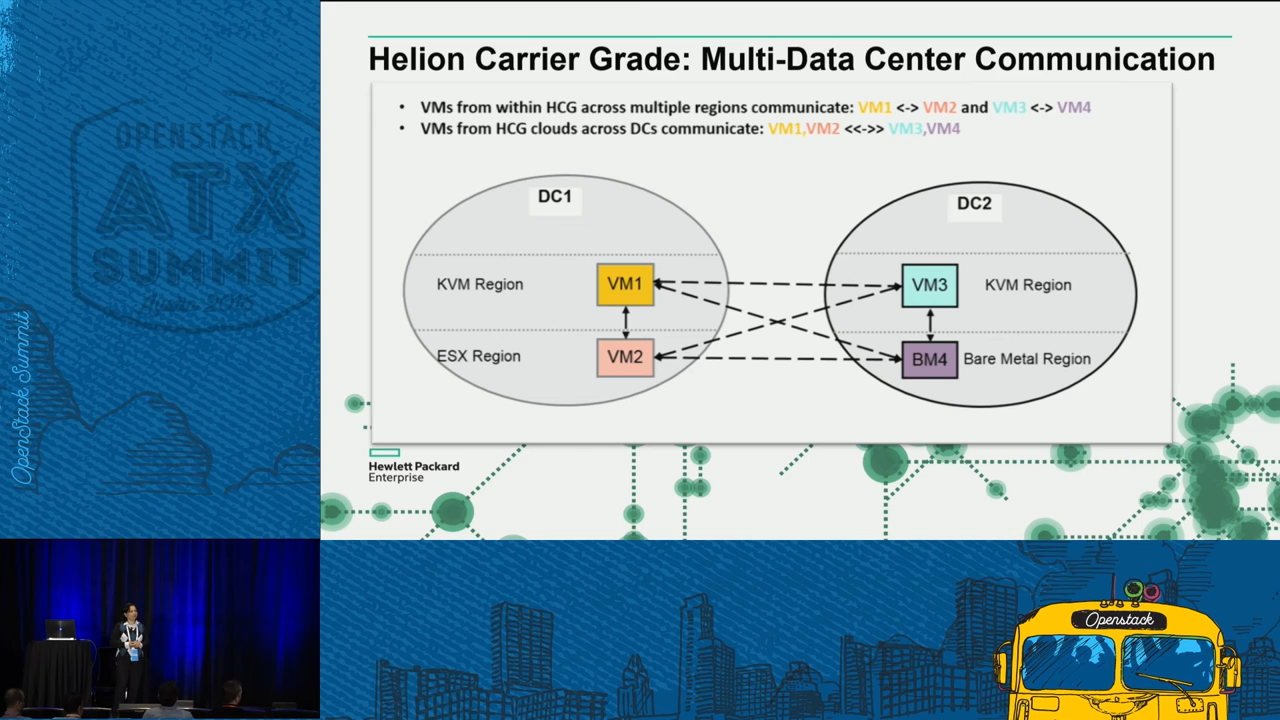 OPENSTACK
ATX
SUMMIT
OpenStack Summit
Helion Carrier Grade: Multi-Data Center Communication
• VMs from within HCG across multiple regions communicate: VM1 <-> VM2 and VM3 <-> VM4
• VMs from HCG clouds across DCs communicate: VM1,VM2 <<->> VM3,VM4
DC1
DC2
KVM Region
VM1
VM3
KVM Region
ESX Region
VM2
BM4
Bare Metal Region
Hewlett Packard
Enterprise
Openstack